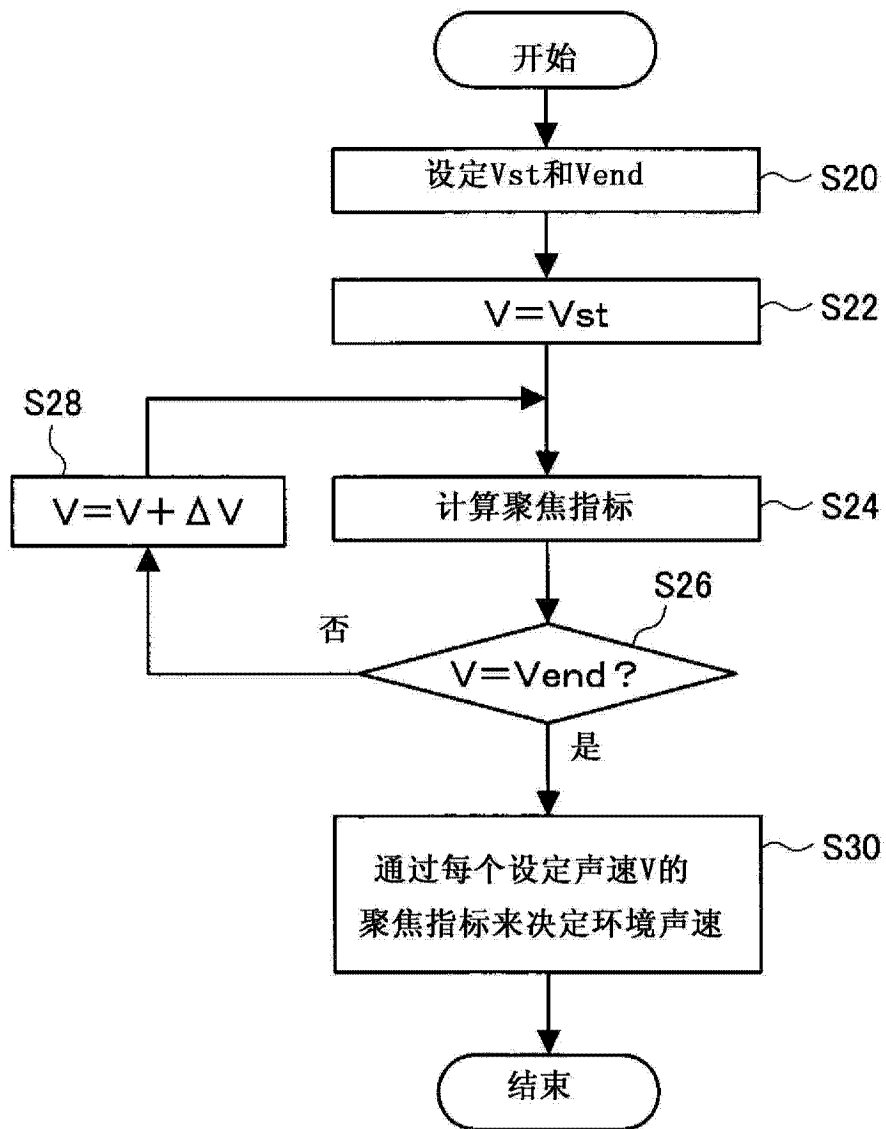 开始
设定Vst和Vend
S20
V=Vst
S22
S28
V=V+ΔV
计算聚焦指标
S24
S26
否
V=Vend?
是
通过每个设定声速V的
聚焦指标来决定环境声速
S30
结束